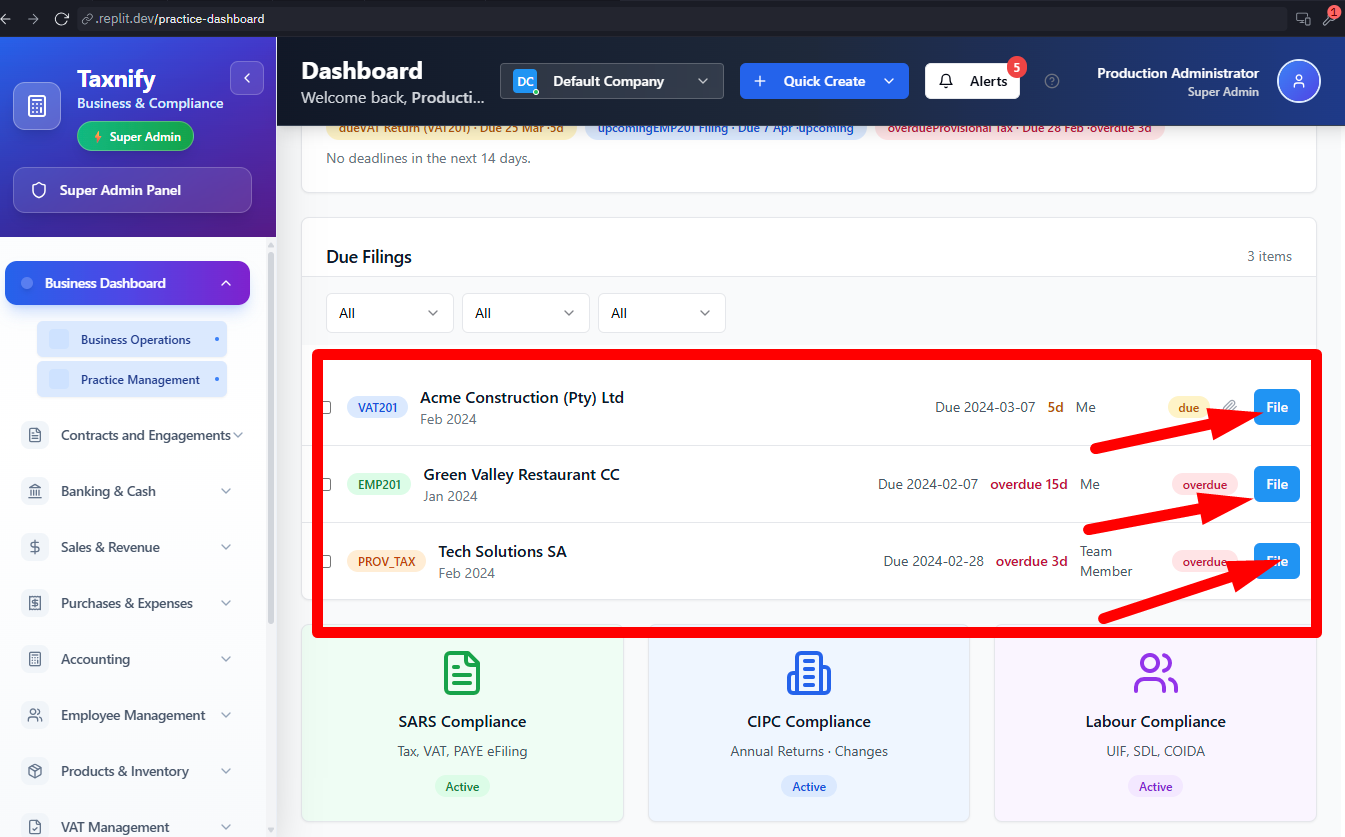 .replit.dev/practice-dashboard
1
Taxnify
Business & Compliance
Super Admin
Super Admin Panel
Business Dashboard
Business Operations
Practice Management
Contracts and Engagements
Banking & Cash
Sales & Revenue
Purchases & Expenses
Accounting
Employee Management
Products & Inventory
VAT Management
Dashboard
Welcome back, Producti...
DC Default Company
+ Quick Create
Alerts 5
Production Administrator
Super Admin
dueVAT Return (VAT201) · Due 25 Mar ·5d
upcomingEMP201 Filing · Due 7 Apr ·upcoming
overdueProvisional Tax · Due 28 Feb ·overdue 3d
No deadlines in the next 14 days.
Due Filings
3 items
All All All
VAT201 Acme Construction (Pty) Ltd Due 2024-03-07 5d Me due File
Feb 2024
EMP201 Green Valley Restaurant CC Due 2024-02-07 overdue 15d Me overdue File
Jan 2024
PROV_TAX Tech Solutions SA Due 2024-02-28 overdue 3d Team Member overdue File
Feb 2024
SARS Compliance
Tax, VAT, PAYE eFiling
Active
CIPC Compliance
Annual Returns · Changes
Active
Labour Compliance
UIF, SDL, COIDA
Active